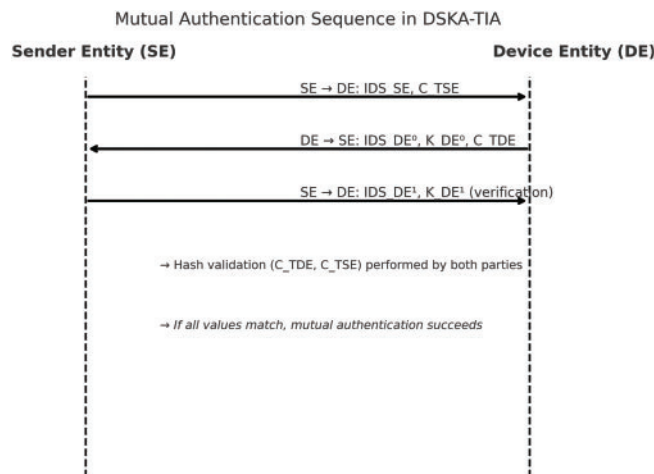 Mutual Authentication Sequence in DSKA-TIA
Sender Entity (SE) Device Entity (DE)
SE → DE: IDS_SE, C_TSE
DE → SE: IDS_DE⁰, K_DE⁰, C_TDE
SE → DE: IDS_DE¹, K_DE¹ (verification)
→ Hash validation (C_TDE, C_TSE) performed by both parties
→ If all values match, mutual authentication succeeds